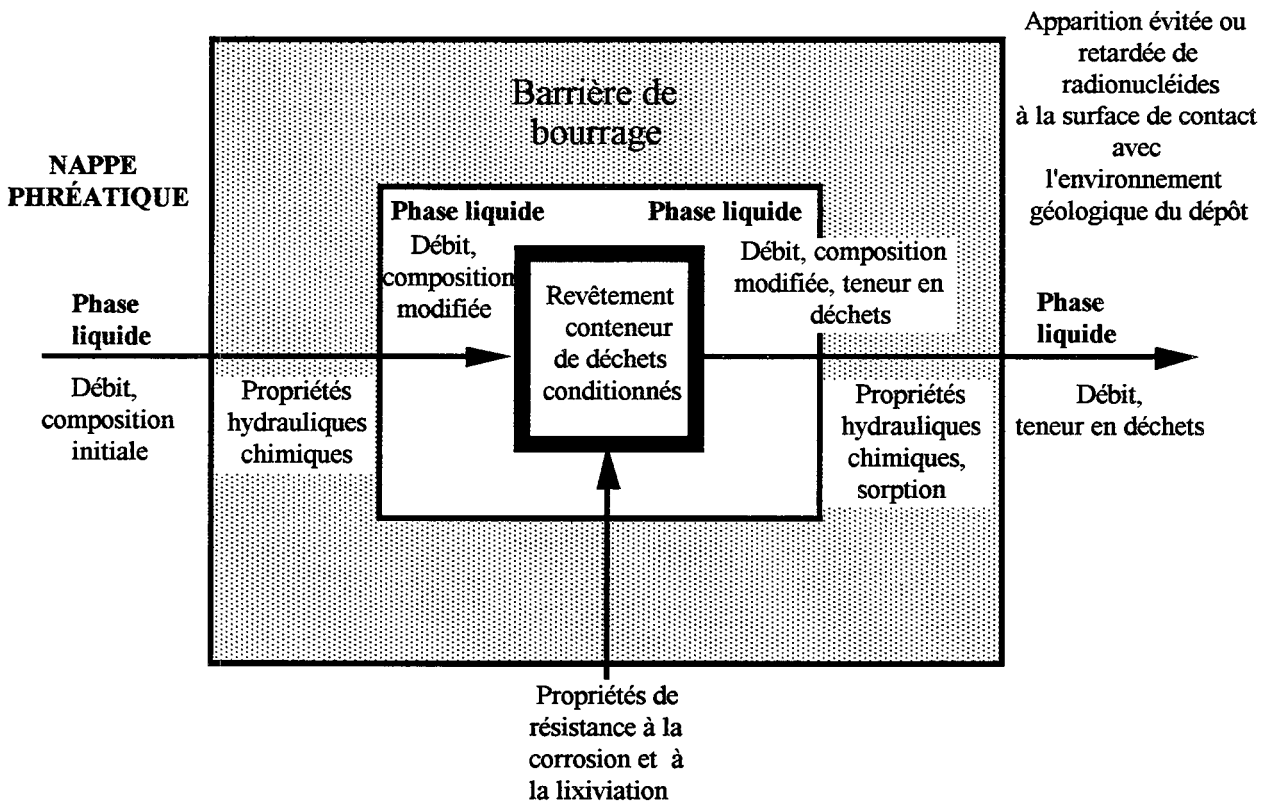 Apparition évitée ou
retardée de
radionucléides
à la surface de contact
avec
l'environnement
géologique du dépôt
Barrière de
bourrage
NAPPE
PHRÉATIQUE
Phase liquide
Débit,
composition
modifiée
Phase liquide
Débit, composition
modifiée, teneur en
déchets
Revêtement
conteneur
de déchets
conditionnés
Phase
liquide
Débit,
composition
initiale
Propriétés
hydrauliques
chimiques
Propriétés
hydrauliques
chimiques,
sorption
Phase
liquide
Débit,
teneur en déchets
Propriétés de
résistance à la
corrosion et à
la lixiviation